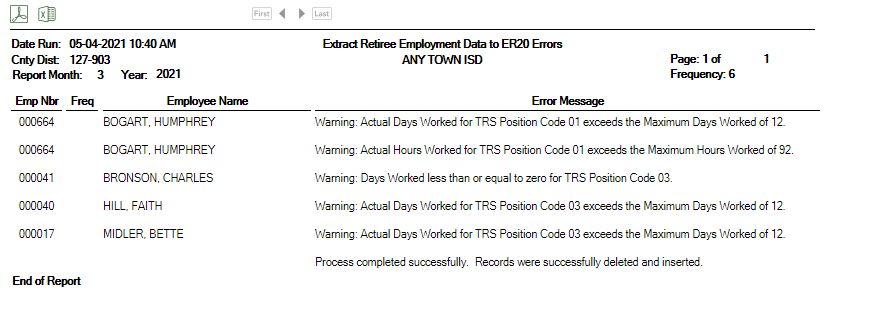 First Last
Date Run: 05-04-2021 10:40 AM Extract Retiree Employment Data to ER20 Errors
Cnty Dist: 127-903 ANY TOWN ISD Page: 1 of 1
Report Month: 3 Year: 2021 Frequency: 6
Emp Nbr Freq Employee Name Error Message
000664 BOGART, HUMPHREY Warning: Actual Days Worked for TRS Position Code 01 exceeds the Maximum Days Worked of 12.
000664 BOGART, HUMPHREY Warning: Actual Hours Worked for TRS Position Code 01 exceeds the Maximum Hours Worked of 92.
000041 BRONSON, CHARLES Warning: Days Worked less than or equal to zero for TRS Position Code 03.
000040 HILL, FAITH Warning: Actual Days Worked for TRS Position Code 03 exceeds the Maximum Days Worked of 12.
000017 MIDLER, BETTE Warning: Actual Days Worked for TRS Position Code 03 exceeds the Maximum Days Worked of 12.
Process completed successfully. Records were successfully deleted and inserted.
End of Report